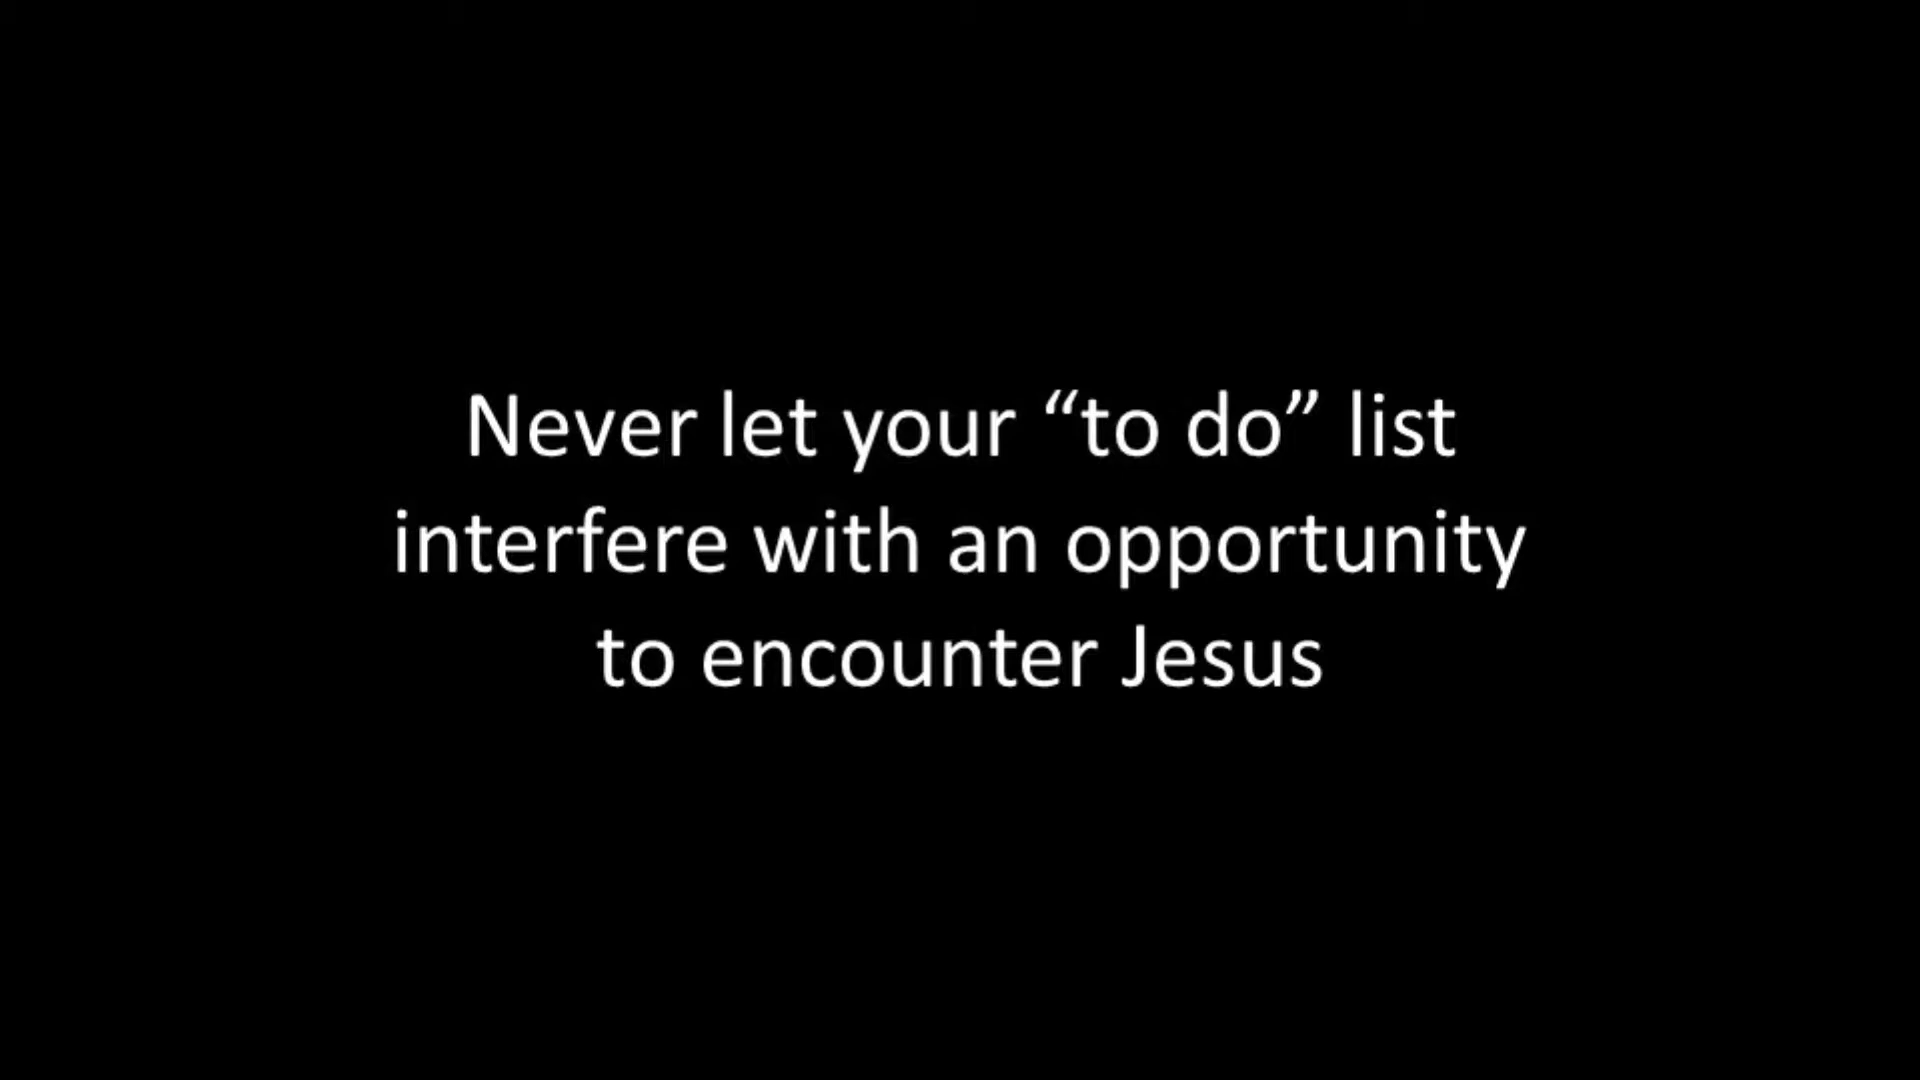 Never let your “to do” list
interfere with an opportunity
to encounter Jesus